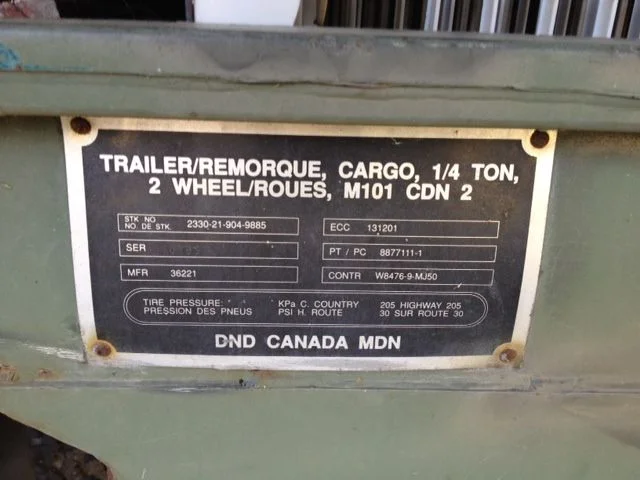 TRAILER/REMORQUE, CARGO, 1/4 TON,
2 WHEEL/ROUES, M101 CDN 2
STK NO
NO. DE STK. 2330-21-904-9885
ECC 131201
SER
PT / PC 8877111-1
MFR 36221
CONTR W8476-9-MJ50
TIRE PRESSURE: KPa C. COUNTRY 205 HIGHWAY 205
PRESSION DES PNEUS PSI H. ROUTE 30 SUR ROUTE 30
DND CANADA MDN